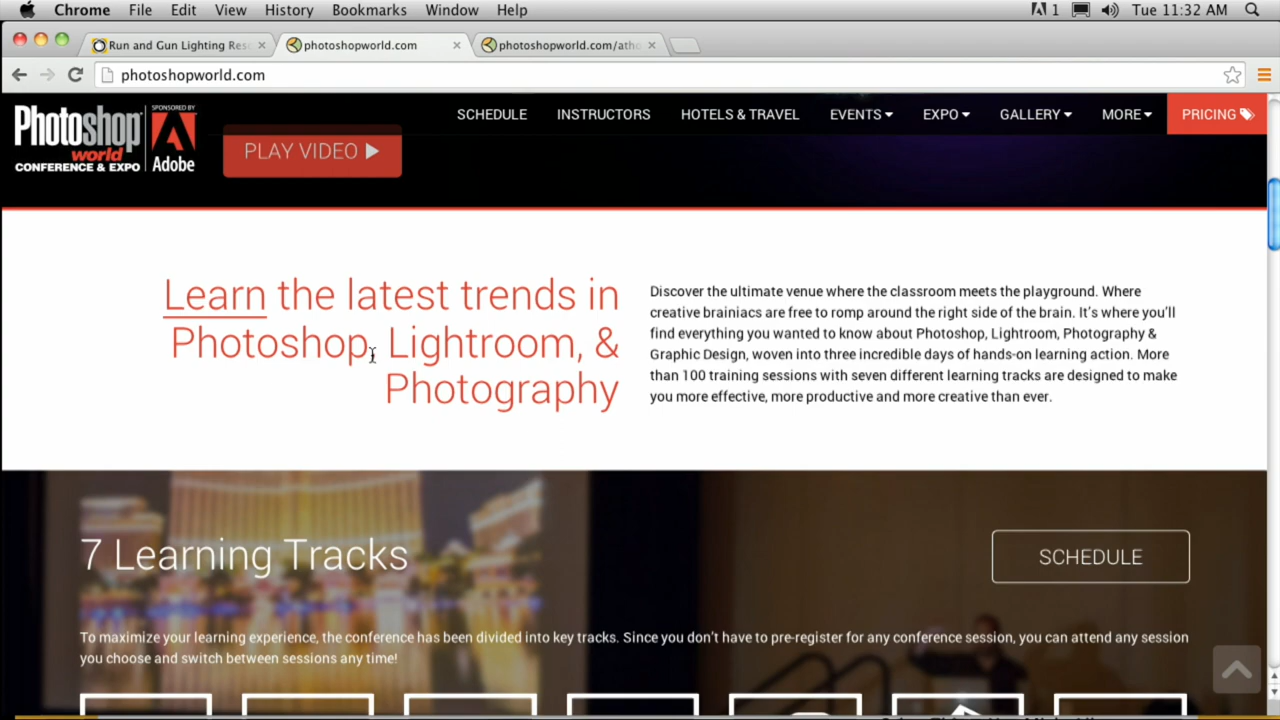 Chrome File Edit View History Bookmarks Window Help 1 Tue 11:32 AM
Run and Gun Lighting Res photoshopworld.com photoshopworld.com/atho
photoshopworld.com
Photoshop world CONFERENCE & EXPO SPONSORED BY Adobe
SCHEDULE INSTRUCTORS HOTELS & TRAVEL EVENTS EXPO GALLERY MORE PRICING
PLAY VIDEO
Learn the latest trends in
Photoshop, Lightroom, &
Photography
Discover the ultimate venue where the classroom meets the playground. Where
creative brainiacs are free to romp around the right side of the brain. It's where you'll
find everything you wanted to know about Photoshop, Lightroom, Photography &
Graphic Design, woven into three incredible days of hands-on learning action. More
than 100 training sessions with seven different learning tracks are designed to make
you more effective, more productive and more creative than ever.
7 Learning Tracks
SCHEDULE
To maximize your learning experience, the conference has been divided into key tracks. Since you don't have to pre-register for any conference session, you can attend any session
you choose and switch between sessions any time!